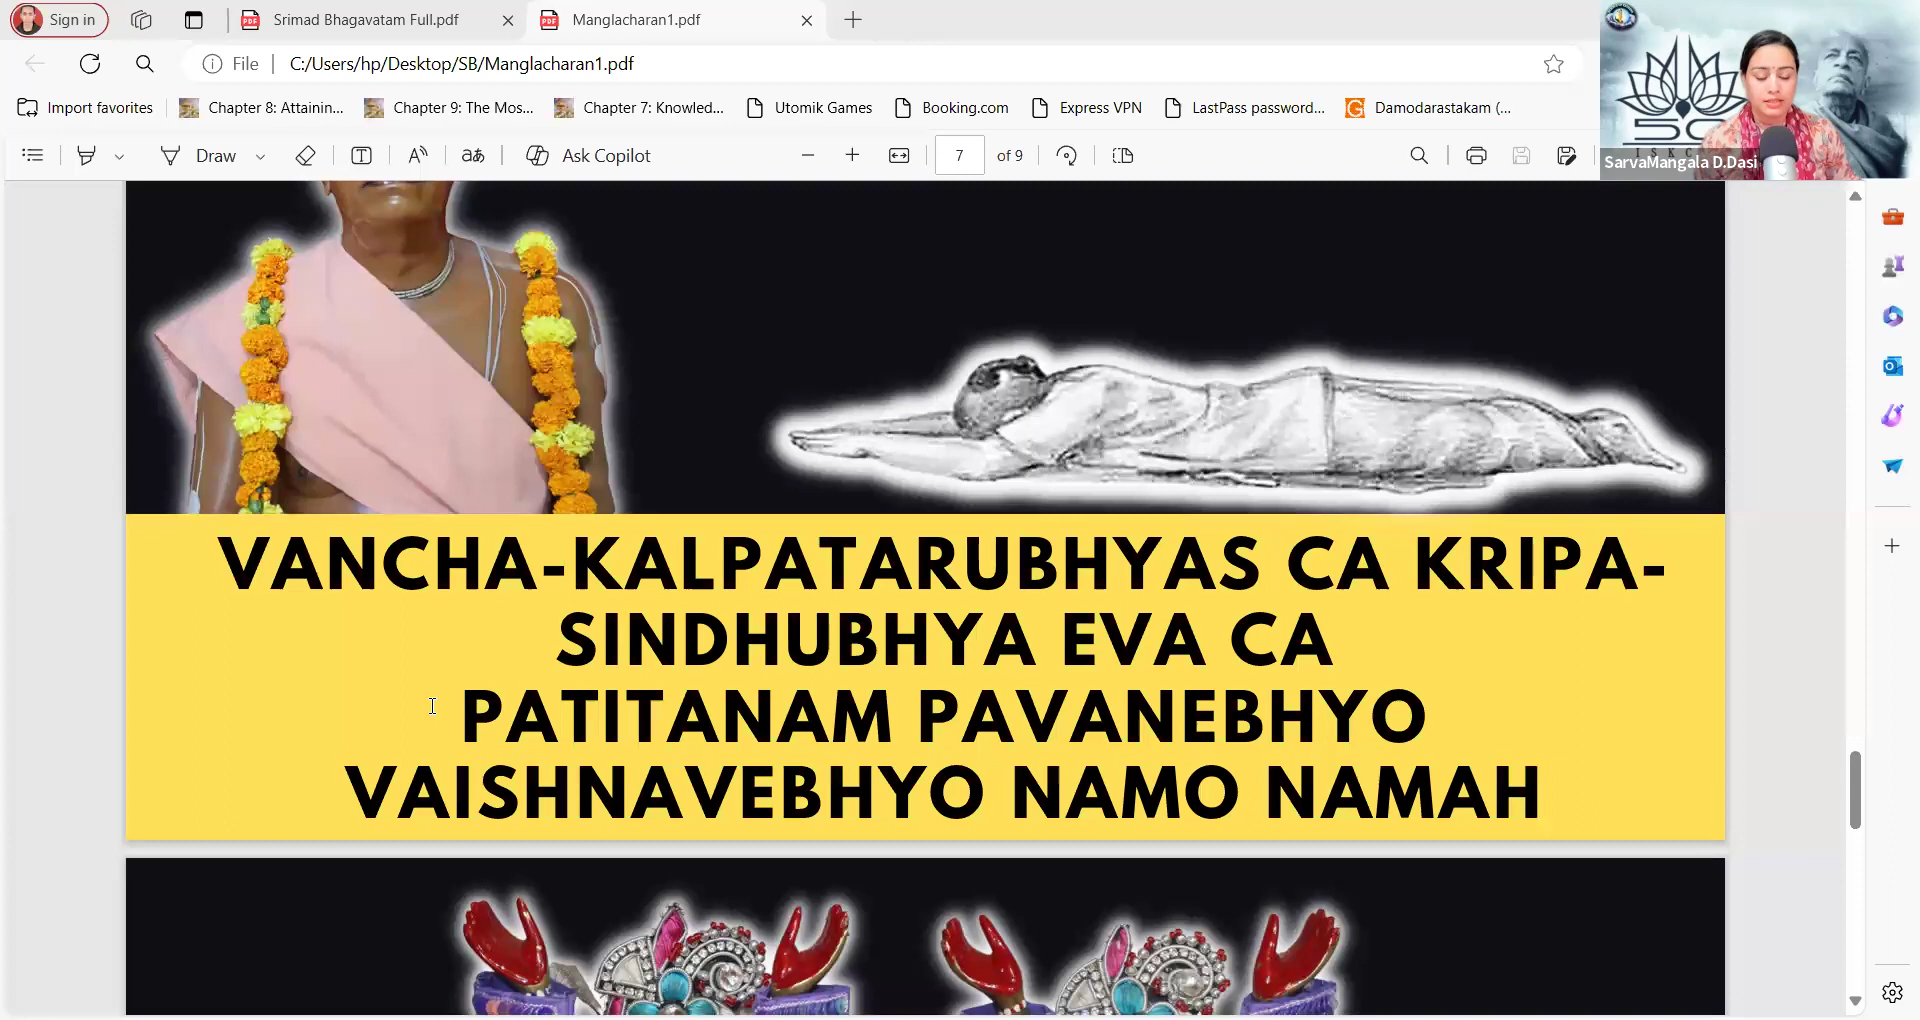 Sign in
Srimad Bhagavatam Full.pdf
Manglacharan1.pdf
File
C:/Users/hp/Desktop/SB/Manglacharan1.pdf
Import favorites
Chapter 8: Attainin...
Chapter 9: The Mos...
Chapter 7: Knowled...
Utomik Games
Booking.com
Express VPN
LastPass password...
Damodarastakam (...
Draw
Ask Copilot
7 of 9
50
ISKC
SarvaMangala D.Dasi
VANCHA-KALPATARUBHYAS CA KRIPA-
SINDHUBHYA EVA CA
PATITANAM PAVANEBHYO
VAISHNAVEBHYO NAMO NAMAH